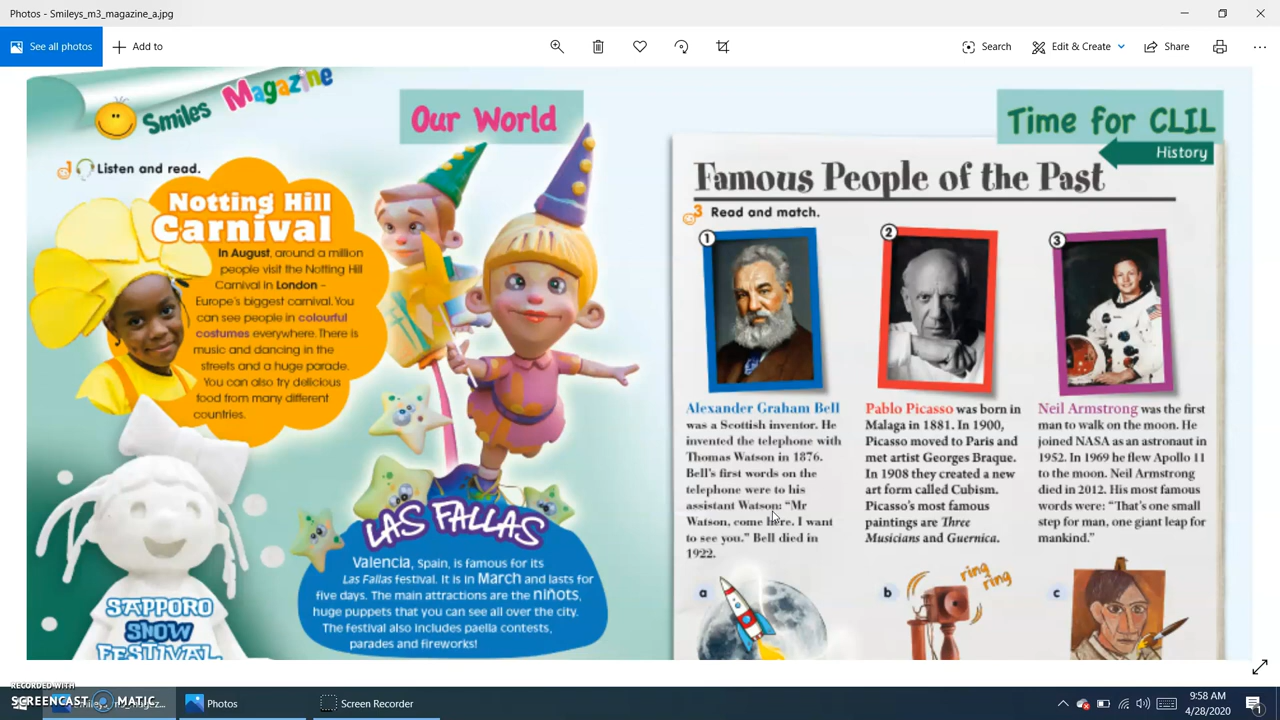 Photos - Smileys_m3_magazine_a.jpg
See all photos
Add to
Search
Edit & Create
Share
Smiles Magazine
Our World
1 Listen and read.
Notting Hill
Carnival
In August, around a million
people visit the Notting Hill
Carnival in London –
Europe's biggest carnival. You
can see people in colourful
costumes everywhere. There is
music and dancing in the
streets and a huge parade.
You can also try delicious
food from many different
countries.
LAS FALLAS
Valencia, Spain, is famous for its
Las Fallas festival. It is in March and lasts for
five days. The main attractions are the niñots,
huge puppets that you can see all over the city.
The festival also includes paella contests,
parades and fireworks!
SAPPORO
SNOW
FESTIVAL
Time for CLIL
History
Famous People of the Past
3 Read and match.
1
2
3
Alexander Graham Bell
was a Scottish inventor. He
invented the telephone with
Thomas Watson in 1876.
Bell's first words on the
telephone were to his
assistant Watson: "Mr
Watson, come here. I want
to see you." Bell died in
1922.
Pablo Picasso was born in
Malaga in 1881. In 1900,
Picasso moved to Paris and
met artist Georges Braque.
In 1908 they created a new
art form called Cubism.
Picasso's most famous
paintings are Three
Musicians and Guernica.
Neil Armstrong was the first
man to walk on the moon. He
joined NASA as an astronaut in
1952. In 1969 he flew Apollo 11
to the moon. Neil Armstrong
died in 2012. His most famous
words were: "That's one small
step for man, one giant leap for
mankind."
a
b
ring
ring
c
RECORDED WITH
SCREENCAST MATIC
Photos
Screen Recorder
9:58 AM
4/28/2020
1